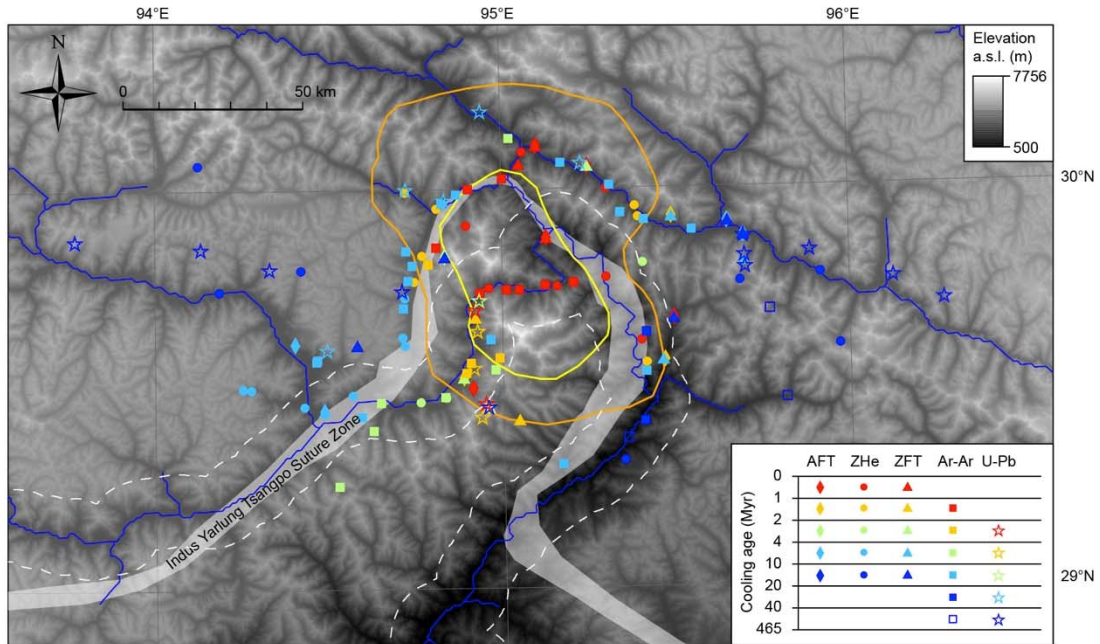 94°E 95°E 96°E
N
0 50 km
Elevation
a.s.l. (m)
7756
500
30°N
Indus Yarlung Tsangpo Suture Zone
29°N
AFT ZHe ZFT Ar-Ar U-Pb
Cooling age (Myr)
0
1
2
4
10
20
40
465